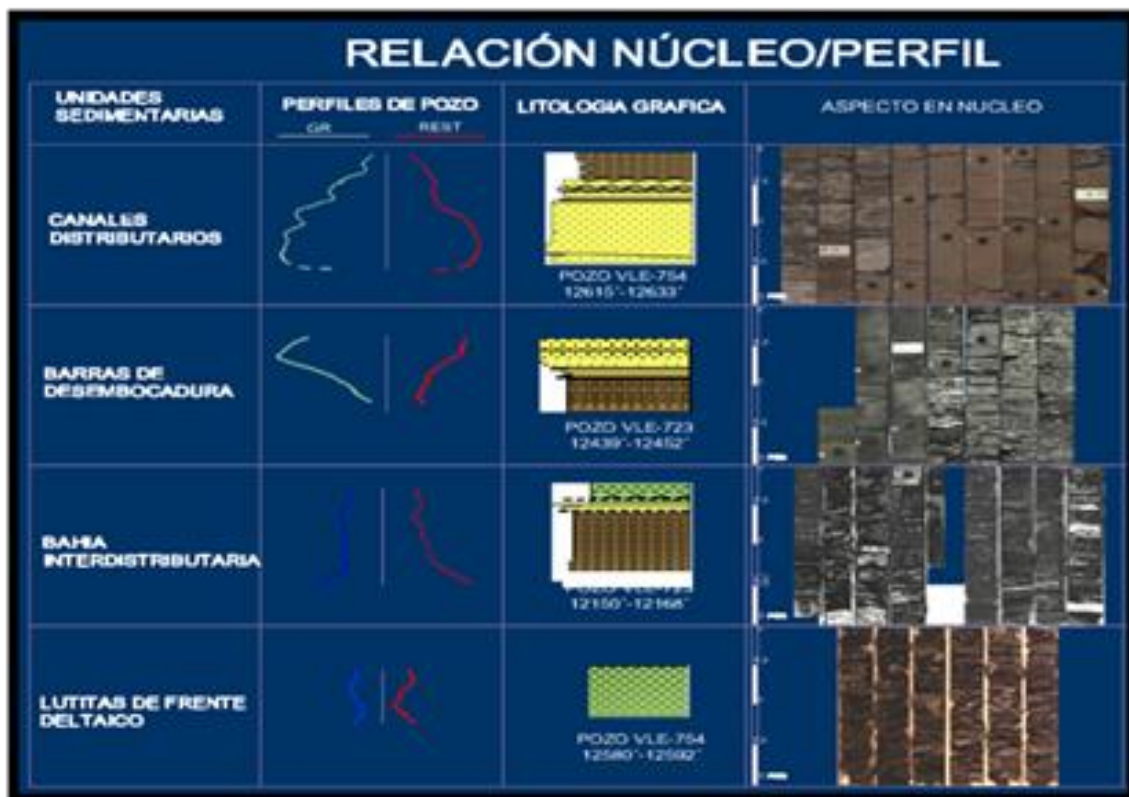 RELACIÓN NÚCLEO/PERFIL
UNIDADES
SEDIMENTARIAS
PERFILES DE POZO
GR
REST
LITOLOGIA GRAFICA
ASPECTO EN NUCLEO
CANALES
DISTRIBUTARIOS
POZO VLE-754
12615´-12633´
BARRAS DE
DESEMBOCADURA
POZO VLE-723
12439´-12452´
BAHIA
INTERDISTRIBUTARIA
12150´-12168´
LUTITAS DE FRENTE
DELTAICO
POZO VLE-754
12580´-12592´